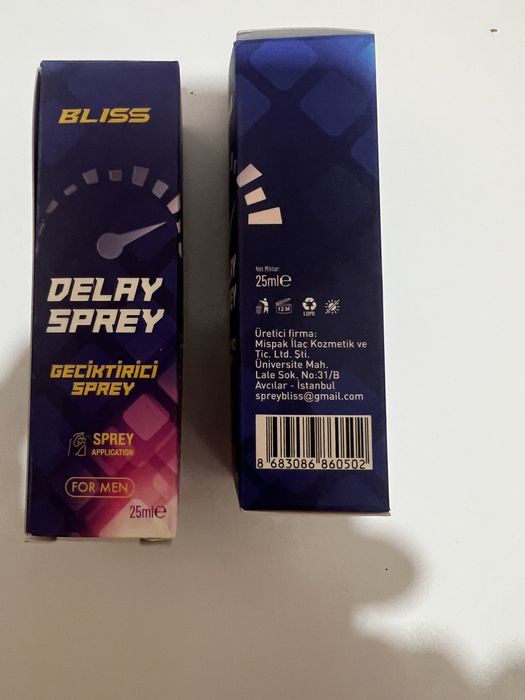 BLISS
DELAY
SPREY
GECİKTİRİCİ
SPREY
SPREY
APPLICATION
FOR MEN
25ml℮
Net Miktar:
25ml℮
12 M
LDPE
Üretici firma:
Mispak İlaç Kozmetik ve
Tic. Ltd. Şti.
Üniversite Mah.
Lale Sok. No:31/B
Avcılar - İstanbul
spreybliss@gmail.com
8 683086 860502